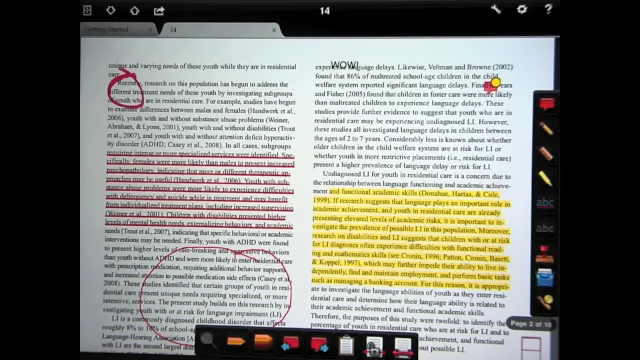 14
Getting Started
14
unique and varying needs of these youth while they are in residential
care.
Recently, research on this population has begun to address the
different treatment needs of these youth by investigating subgroups
of youth who are in residential care. For example, studies have begun
to examine differences between males and females (Handwerk et al.,
2006), youth with and without substance abuse problems (Weiner,
Abraham, & Lyons, 2001), youth with and without disabilities (Trout
et al., 2007), and youth with and without attention deficit hyperactiv-
ity disorder (ADHD; Casey et al., 2008). In all cases, subgroups
requiring intense or more specialized services were identified. Spe-
cifically, females were more likely than males to present increased
psychopathology, indicating that more or different therapeutic ap-
proaches may be useful (Handwerk et al., 2006). Youth with sub-
stance abuse problems were more likely to experience difficulties
with delinquency and suicide while in treatment and may benefit
from individualized treatment plans, including increased supervision
(Weiner et al., 2001). Children with disabilities presented higher
levels of mental health needs, externalizing behaviors, and academic
needs (Trout et al., 2007), indicating that specific behavioral or academic
interventions may be needed. Finally, youth with ADHD were found
to present higher levels of rule-breaking and aggressive behaviors
than youth without ADHD and were more likely to enter residential care
with prescription medication, requiring additional behavior supports
and increased attention to possible medication side effects (Casey et al.,
2008). These studies identified that certain groups of youth in resi-
dential care present unique needs requiring specialized, or more
intensive, services. The present study builds on this research by
investigating youth with or at risk for language impairment (LI).
LI is a commonly diagnosed childhood disorder that affects
roughly 8% to
LI are the second largest
WOW!
experience language delays. Likewise, Veltman and Browne (2002)
found that 86% of maltreated school-age children in the child
welfare system reported significant language delays.
and Fisher (2005) found that children in foster care were more likely
than maltreated children to experience language delays. These
studies provide further evidence to suggest that youth who are in
residential care may be experiencing undiagnosed LI. However,
these studies all investigated language delays in children between
the ages of 2 to 7 years. Considerably less is known about whether
older children in the child welfare system are at risk for LI or
whether youth in more restrictive placements (i.e., residential care)
present a higher prevalence of language delay or risk for LI.
Undiagnosed LI for youth in residential care is a concern due to
the relationship between language functioning and academic achieve-
ment and functional academic skills (Donahue, Hartas, & Cole,
1999). If research suggests that language plays an important role in
academic achievement, and youth in residential care are already
presenting elevated levels of academic risks, it is important to in-
vestigate the prevalence of possible LI in this population. Moreover,
research on disabilities and LI suggests that children with or at risk
for LI diagnoses often experience difficulties with functional read-
ing and mathematics skills (see Cronin, 1996; Patton, Cronin, Bassett,
& Koppel, 1997), which may further impede their ability to live in-
dependently, find and maintain employment, and perform basic tasks
such as managing a banking account. For this reason, it is appropri-
ate to investigate the language abilities of youth as they enter resi-
dential care and determine how their language ability is related to
their academic achievement and functional academic skills.
Therefore, the purposes of this study were twofold: to identify the
percentage of youth in residential care who are at risk for LI and to
abc
abc
Page 2 of 10